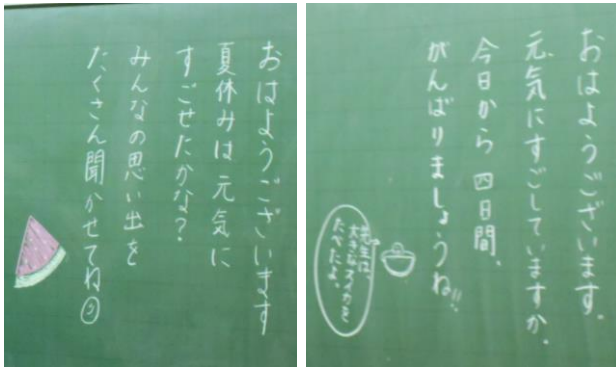 おはようございます
夏休みは元気に
すごせたかな?
みんなの思い出を
たくさん聞かせてね
おはようございます。
元気にすごしていますか。
今日から四日間、
がんばりましょうね!!
先生は
大きなスイカを
たべたよ。